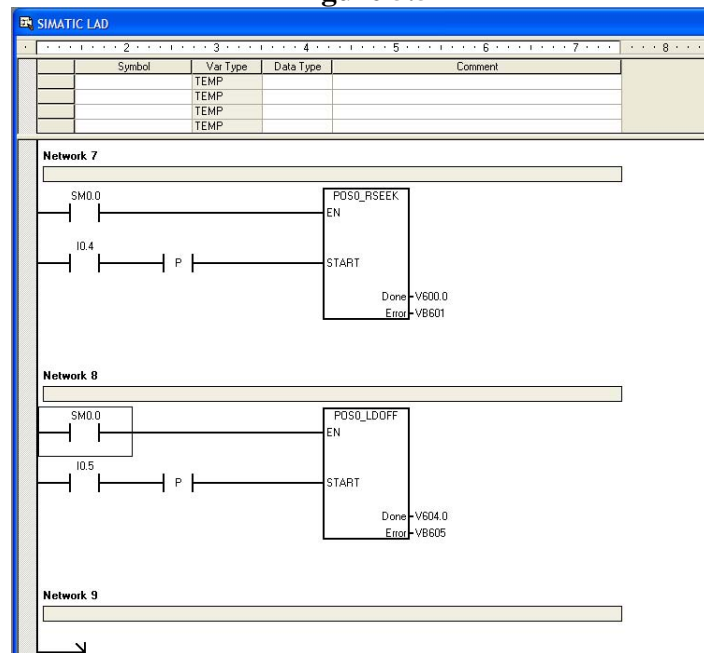 SIMATIC LAD
2 3 4 5 6 7 8
Symbol Var Type Data Type Comment
TEMP
TEMP
TEMP
TEMP
Network 7
SM0.0 POS0_RSEEK
EN
I0.4
P START
Done V600.0
Error VB601
Network 8
SM0.0 POS0_LDOFF
EN
I0.5
P START
Done V604.0
Error VB605
Network 9